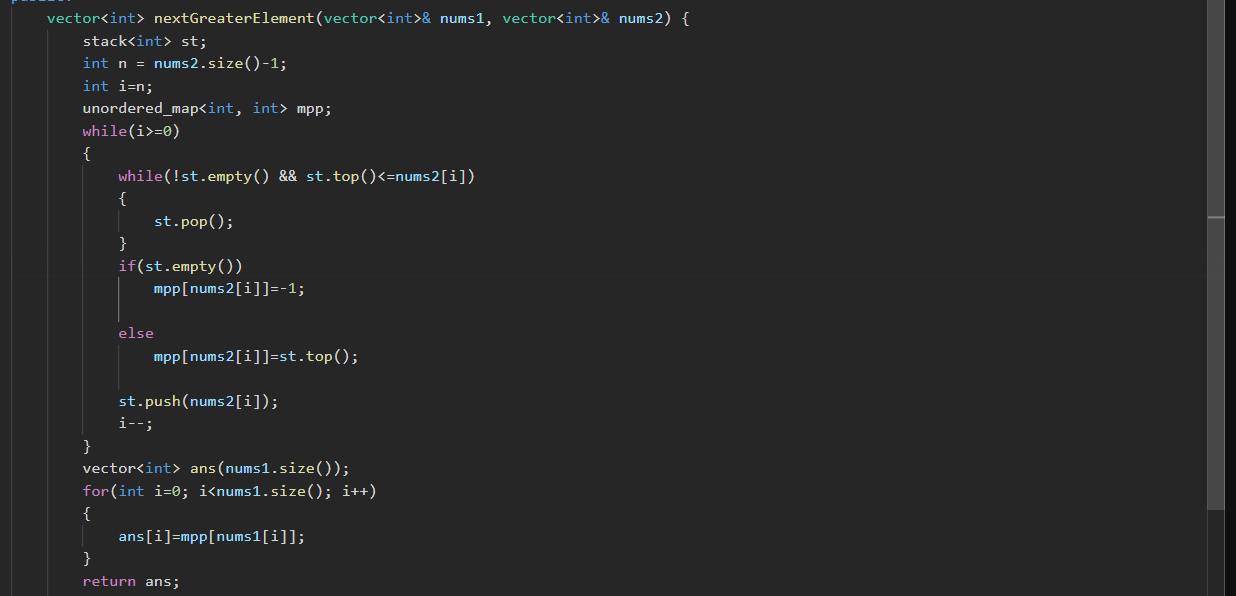 public:
vector<int> nextGreaterElement(vector<int>& nums1, vector<int>& nums2) {
stack<int> st;
int n = nums2.size()-1;
int i=n;
unordered_map<int, int> mpp;
while(i>=0)
{
while(!st.empty() && st.top()<=nums2[i])
{
st.pop();
}
if(st.empty())
mpp[nums2[i]]=-1;
else
mpp[nums2[i]]=st.top();
st.push(nums2[i]);
i--;
}
vector<int> ans(nums1.size());
for(int i=0; i<nums1.size(); i++)
{
ans[i]=mpp[nums1[i]];
}
return ans;